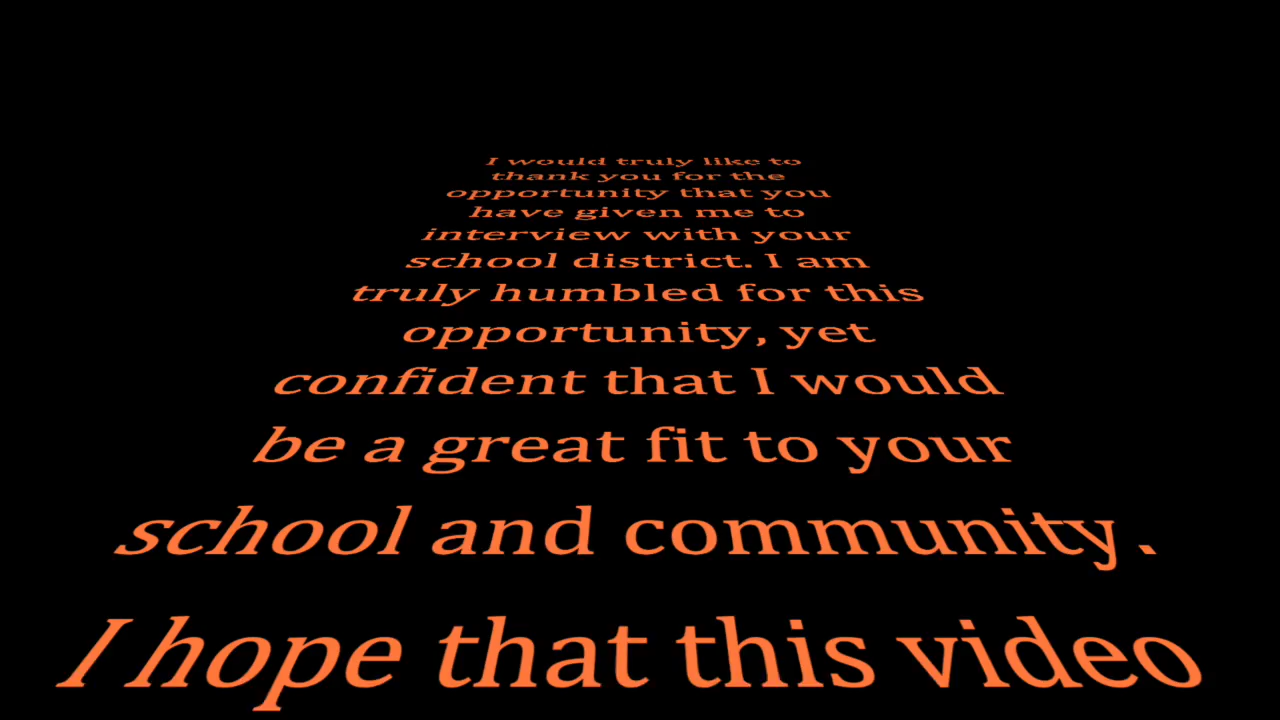 I would truly like to
thank you for the
opportunity that you
have given me to
interview with your
school district. I am
truly humbled for this
opportunity, yet
confident that I would
be a great fit to your
school and community.
I hope that this video